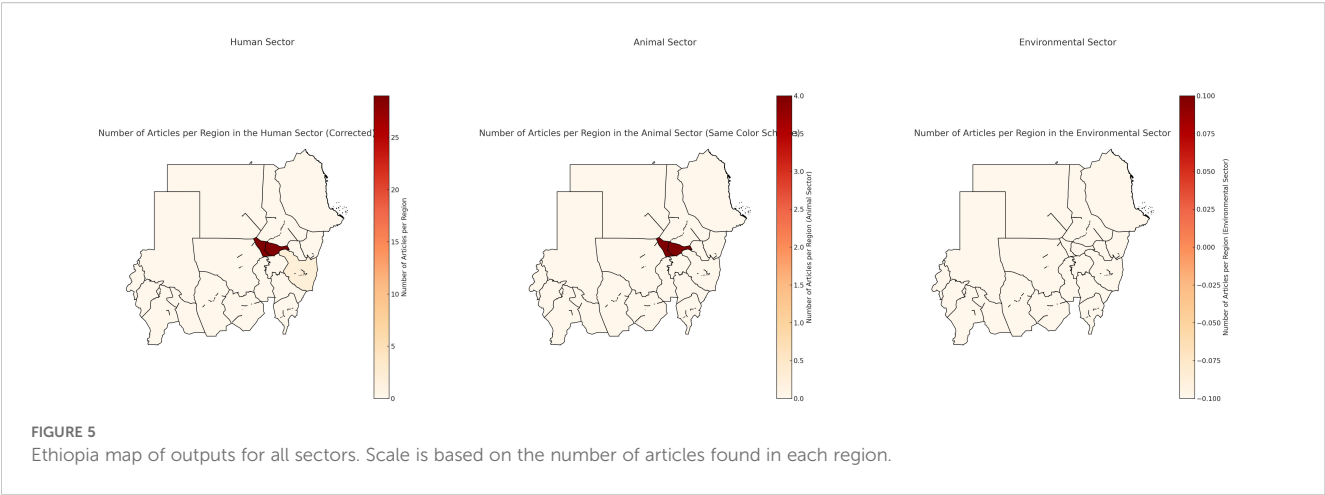 Human Sector
Number of Articles per Region in the Human Sector (Corrected)
25
20
15
10
5
0
Number of Articles per Region
Animal Sector
Number of Articles per Region in the Animal Sector (Same Color Sch
s
4.0
3.0
2.5
2.0
1.5
1.0
0.5
0.0
Number of Articles per Region (Animal Sector)
Environmental Sector
Number of Articles per Region in the Environmental Sector
0.100
0.075
0.050
0.025
0.000
−0.025
−0.050
−0.075
−0.100
Number of Articles per Region (Environmental Sector)
FIGURE 5
Ethiopia map of outputs for all sectors. Scale is based on the number of articles found in each region.